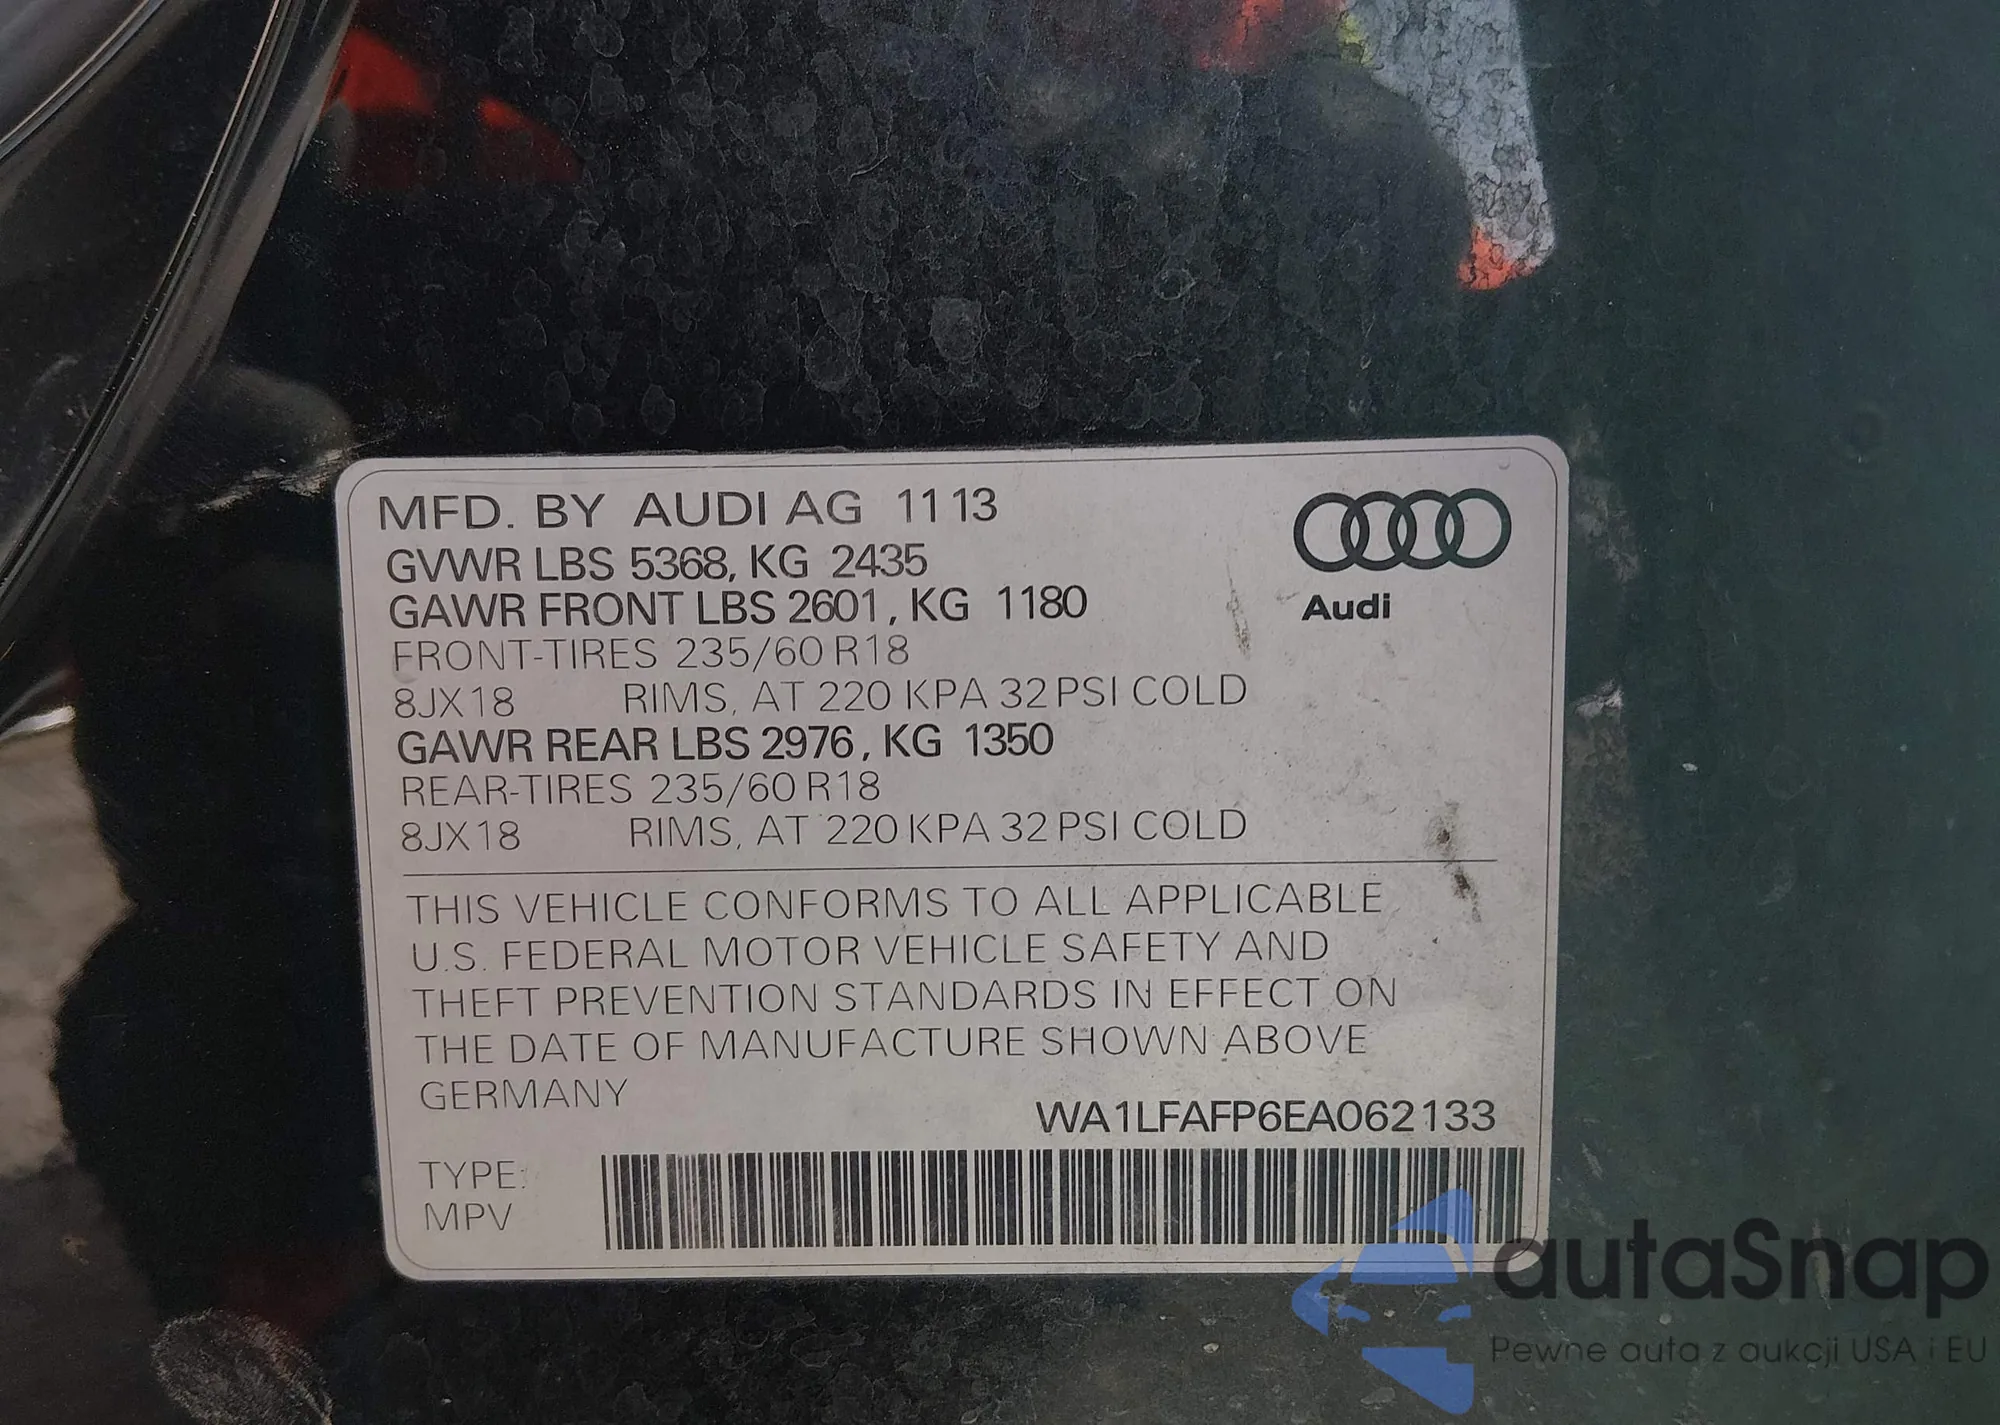 MFD. BY AUDI AG 11 13
GVWR LBS 5368, KG 2435
GAWR FRONT LBS 2601, KG 1180
FRONT-TIRES 235/60 R18
8JX18 RIMS, AT 220 KPA 32 PSI COLD
GAWR REAR LBS 2976, KG 1350
REAR-TIRES 235/60 R18
8JX18 RIMS, AT 220 KPA 32 PSI COLD
Audi
THIS VEHICLE CONFORMS TO ALL APPLICABLE
U.S. FEDERAL MOTOR VEHICLE SAFETY AND
THEFT PREVENTION STANDARDS IN EFFECT ON
THE DATE OF MANUFACTURE SHOWN ABOVE
GERMANY
WA1LFAFP6EA062133
TYPE:
MPV
autaSnap
Pewne auta z aukcji USA i EU